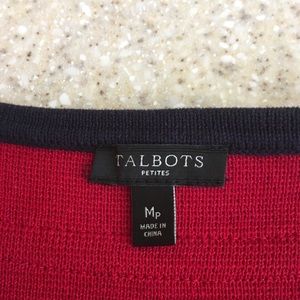 TALBOTS
PETITES
MP
MADE IN
CHINA